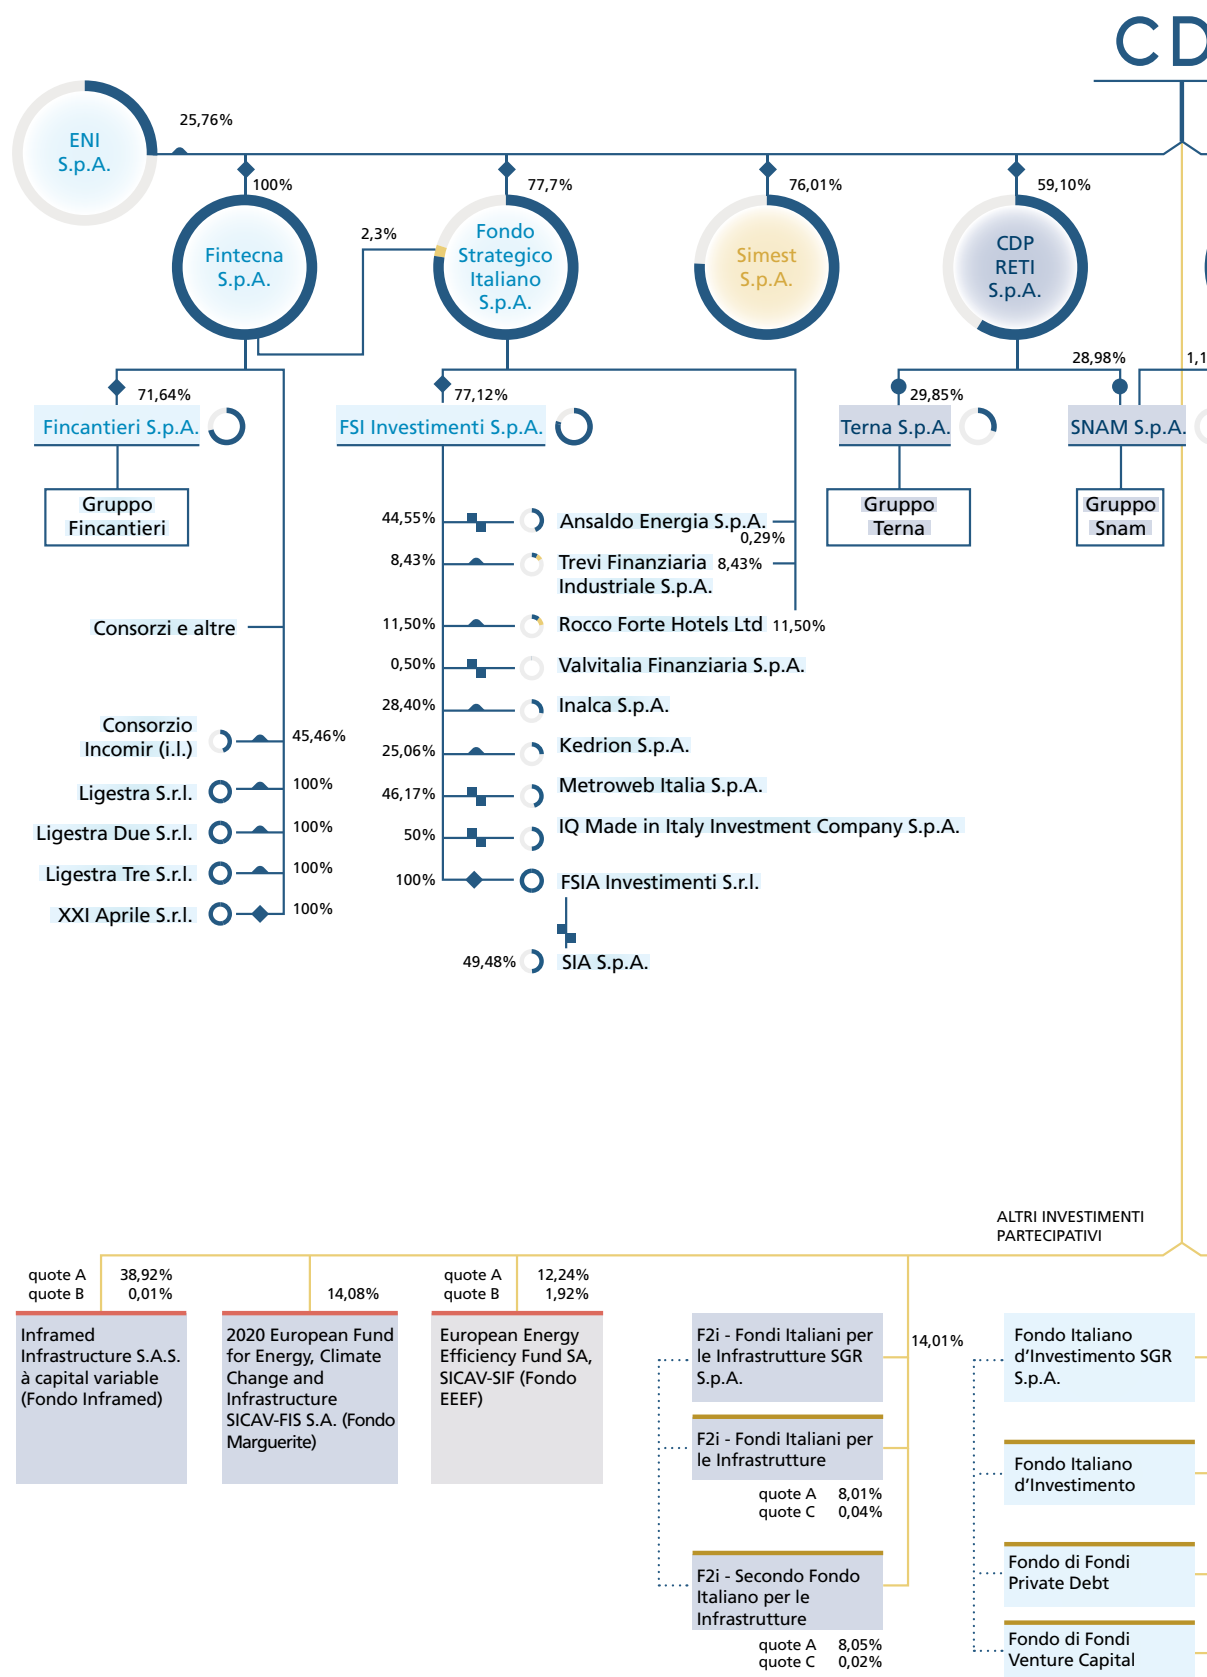 CD
25,76%
ENI
S.p.A.
100%
77,7%
76,01%
59,10%
2,3%
Fintecna
S.p.A.
Fondo
Strategico
Italiano
S.p.A.
Simest
S.p.A.
CDP
RETI
S.p.A.
28,98%
1,1
71,64%
77,12%
29,85%
Fincantieri S.p.A.
FSI Investimenti S.p.A.
Terna S.p.A.
SNAM S.p.A.
Gruppo
Fincantieri
Gruppo
Terna
Gruppo
Snam
44,55%
Ansaldo Energia S.p.A.
0,29%
8,43%
Trevi Finanziaria
Industriale S.p.A.
8,43%
11,50%
Rocco Forte Hotels Ltd
11,50%
0,50%
Valvitalia Finanziaria S.p.A.
28,40%
Inalca S.p.A.
25,06%
Kedrion S.p.A.
46,17%
Metroweb Italia S.p.A.
50%
IQ Made in Italy Investment Company S.p.A.
100%
FSIA Investimenti S.r.l.
49,48%
SIA S.p.A.
Consorzi e altre
Consorzio
Incomir (i.l.)
45,46%
Ligestra S.r.l.
100%
Ligestra Due S.r.l.
100%
Ligestra Tre S.r.l.
100%
XXI Aprile S.r.l.
100%
ALTRI INVESTIMENTI
PARTECIPATIVI
quote A 38,92%
quote B 0,01%
Inframed
Infrastructure S.A.S.
à capital variable
(Fondo Inframed)
14,08%
2020 European Fund
for Energy, Climate
Change and
Infrastructure
SICAV-FIS S.A. (Fondo
Marguerite)
quote A 12,24%
quote B 1,92%
European Energy
Efficiency Fund SA,
SICAV-SIF (Fondo
EEEF)
F2i - Fondi Italiani per
le Infrastrutture SGR
S.p.A.
14,01%
F2i - Fondi Italiani per
le Infrastrutture
quote A 8,01%
quote C 0,04%
F2i - Secondo Fondo
Italiano per le
Infrastrutture
quote A 8,05%
quote C 0,02%
Fondo Italiano
d'Investimento SGR
S.p.A.
Fondo Italiano
d'Investimento
Fondo di Fondi
Private Debt
Fondo di Fondi
Venture Capital